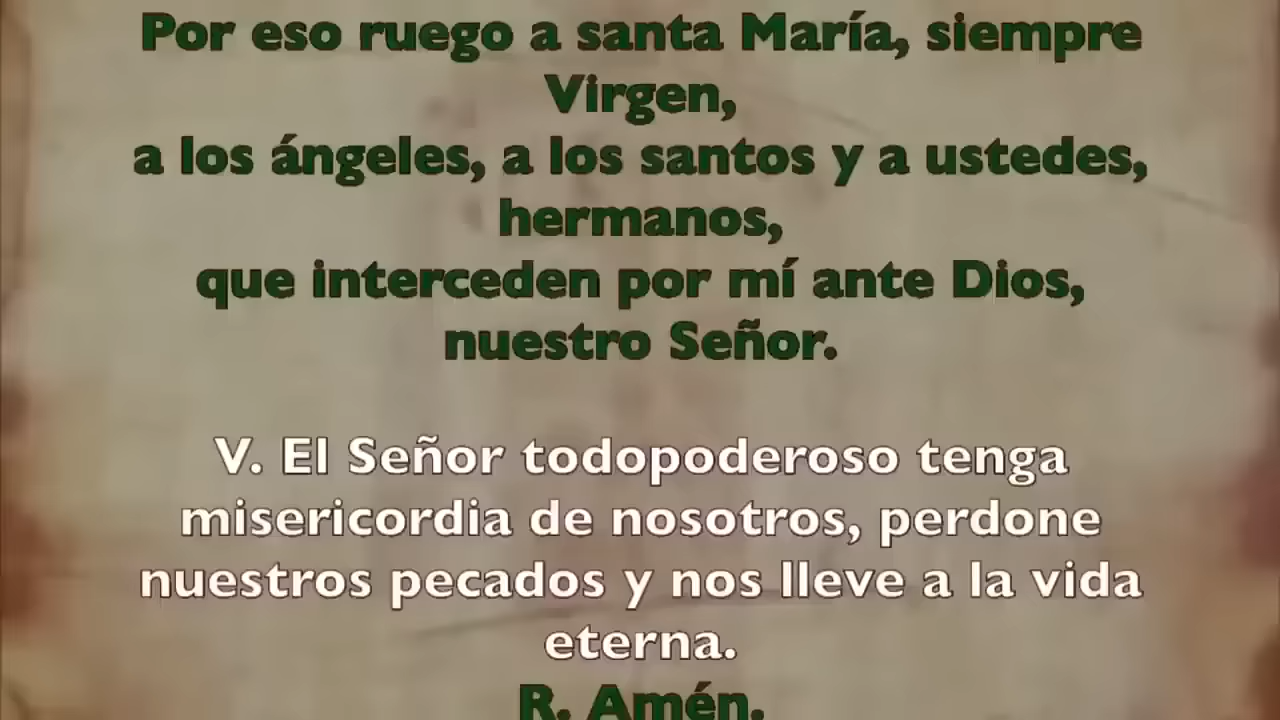 Por eso ruego a santa María, siempre
Virgen,
a los ángeles, a los santos y a ustedes,
hermanos,
que interceden por mí ante Dios,
nuestro Señor.
V. El Señor todopoderoso tenga
misericordia de nosotros, perdone
nuestros pecados y nos lleve a la vida
eterna.
R. Amén.